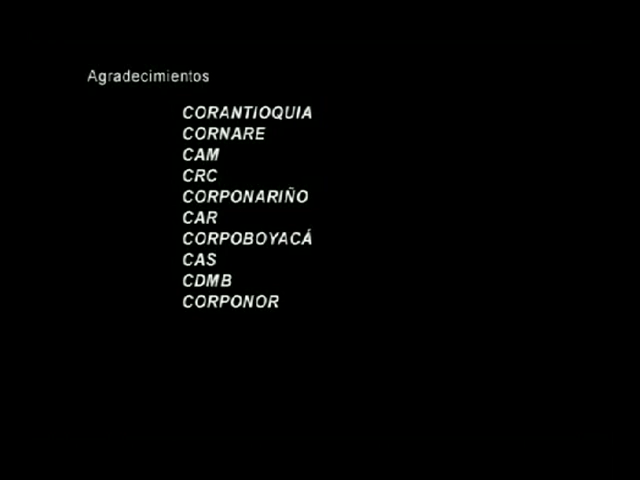 Agradecimientos
CORANTIOQUIA
CORNARE
CAM
CRC
CORPONARIÑO
CAR
CORPOBOYACÁ
CAS
CDMB
CORPONOR